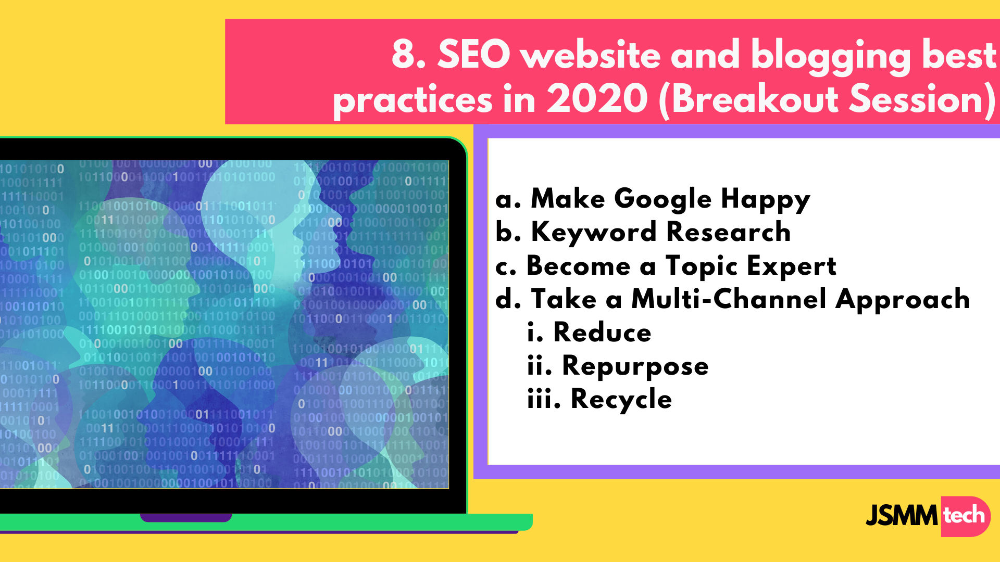 8. SEO website and blogging best
practices in 2020 (Breakout Session)
a. Make Google Happy
b. Keyword Research
c. Become a Topic Expert
d. Take a Multi-Channel Approach
i. Reduce
ii. Repurpose
iii. Recycle
JSMM tech